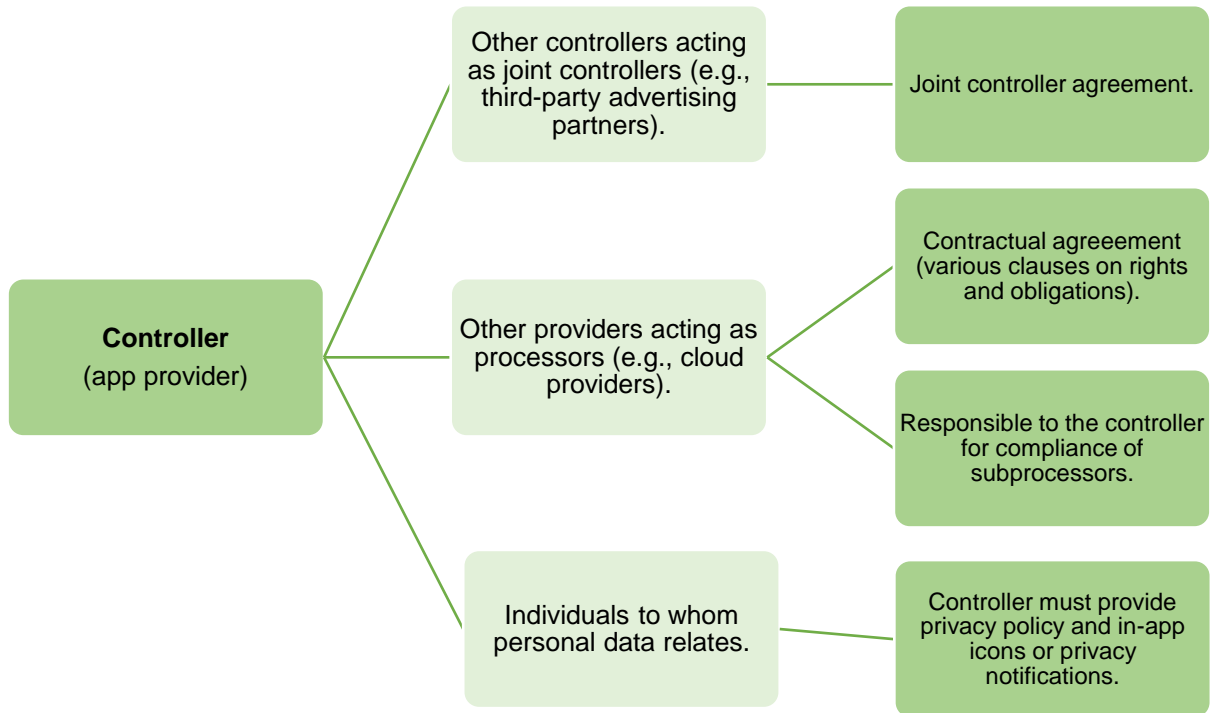 Other controllers acting
as joint controllers (e.g.,
third-party advertising
partners).
Joint controller agreement.
Contractual agreeement
(various clauses on rights
and obligations).
Controller
(app provider)
Other providers acting as
processors (e.g., cloud
providers).
Responsible to the controller
for compliance of
subprocessors.
Individuals to whom
personal data relates.
Controller must provide
privacy policy and in-app
icons or privacy
notifications.